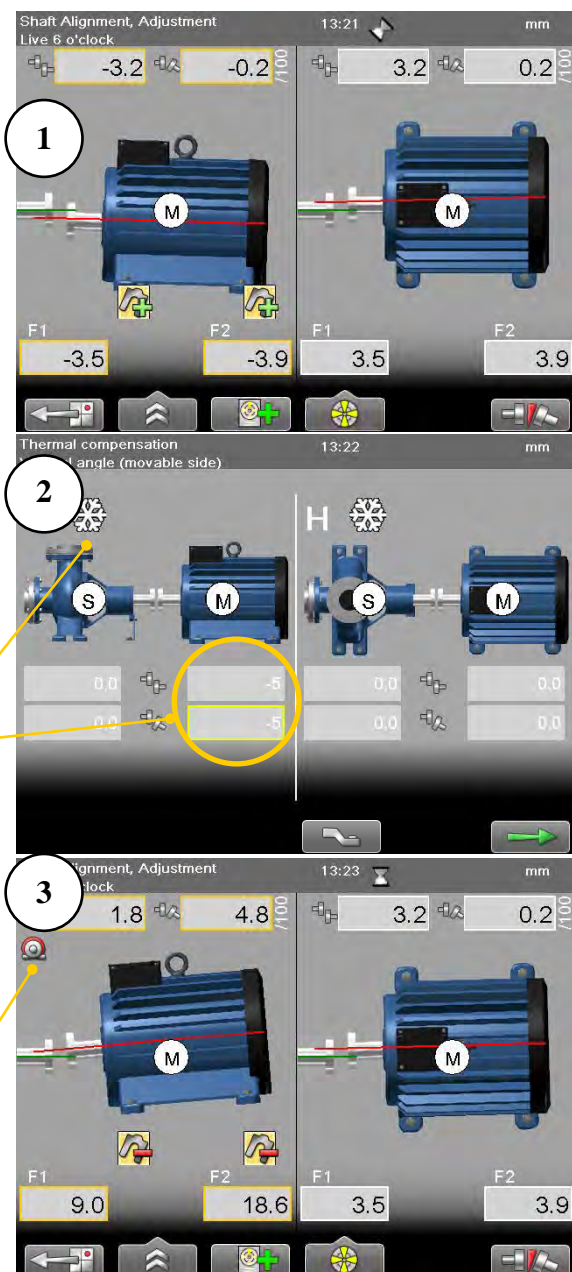 Shaft Alignment, Adjustment 13:21 mm
Live 6 o'clock
-3.2 -0.2 /100 3.2 0.2 /100
1
M M
F1 F2 F1 F2
-3.5 -3.9 3.5 3.9
Thermal compensation 13:22 mm
angle (movable side)
2
H
S M S M
0,0 -5 0,0 0,0
0,0 -5 0,0 0,0
ignment, Adjustment 13:23 mm
clock
3
1.8 4.8 /100 3.2 0.2 /100
M M
F1 F2 F1 F2
9.0 18.6 3.5 3.9